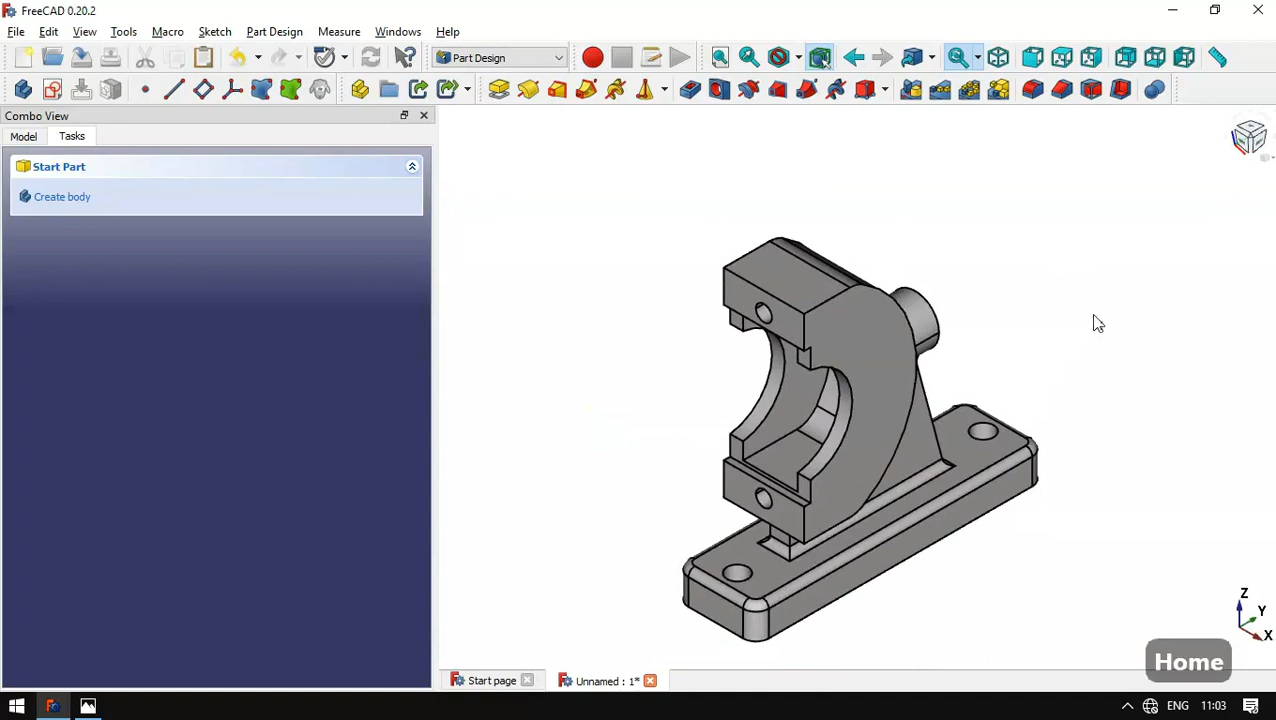 FreeCAD 0.20.2
File Edit View Tools Macro Sketch Part Design Measure Windows Help
Part Design
Combo View
Model Tasks
Start Part
Create body
Z
Y
X
Home
Start page Unnamed : 1*
ENG 11:03